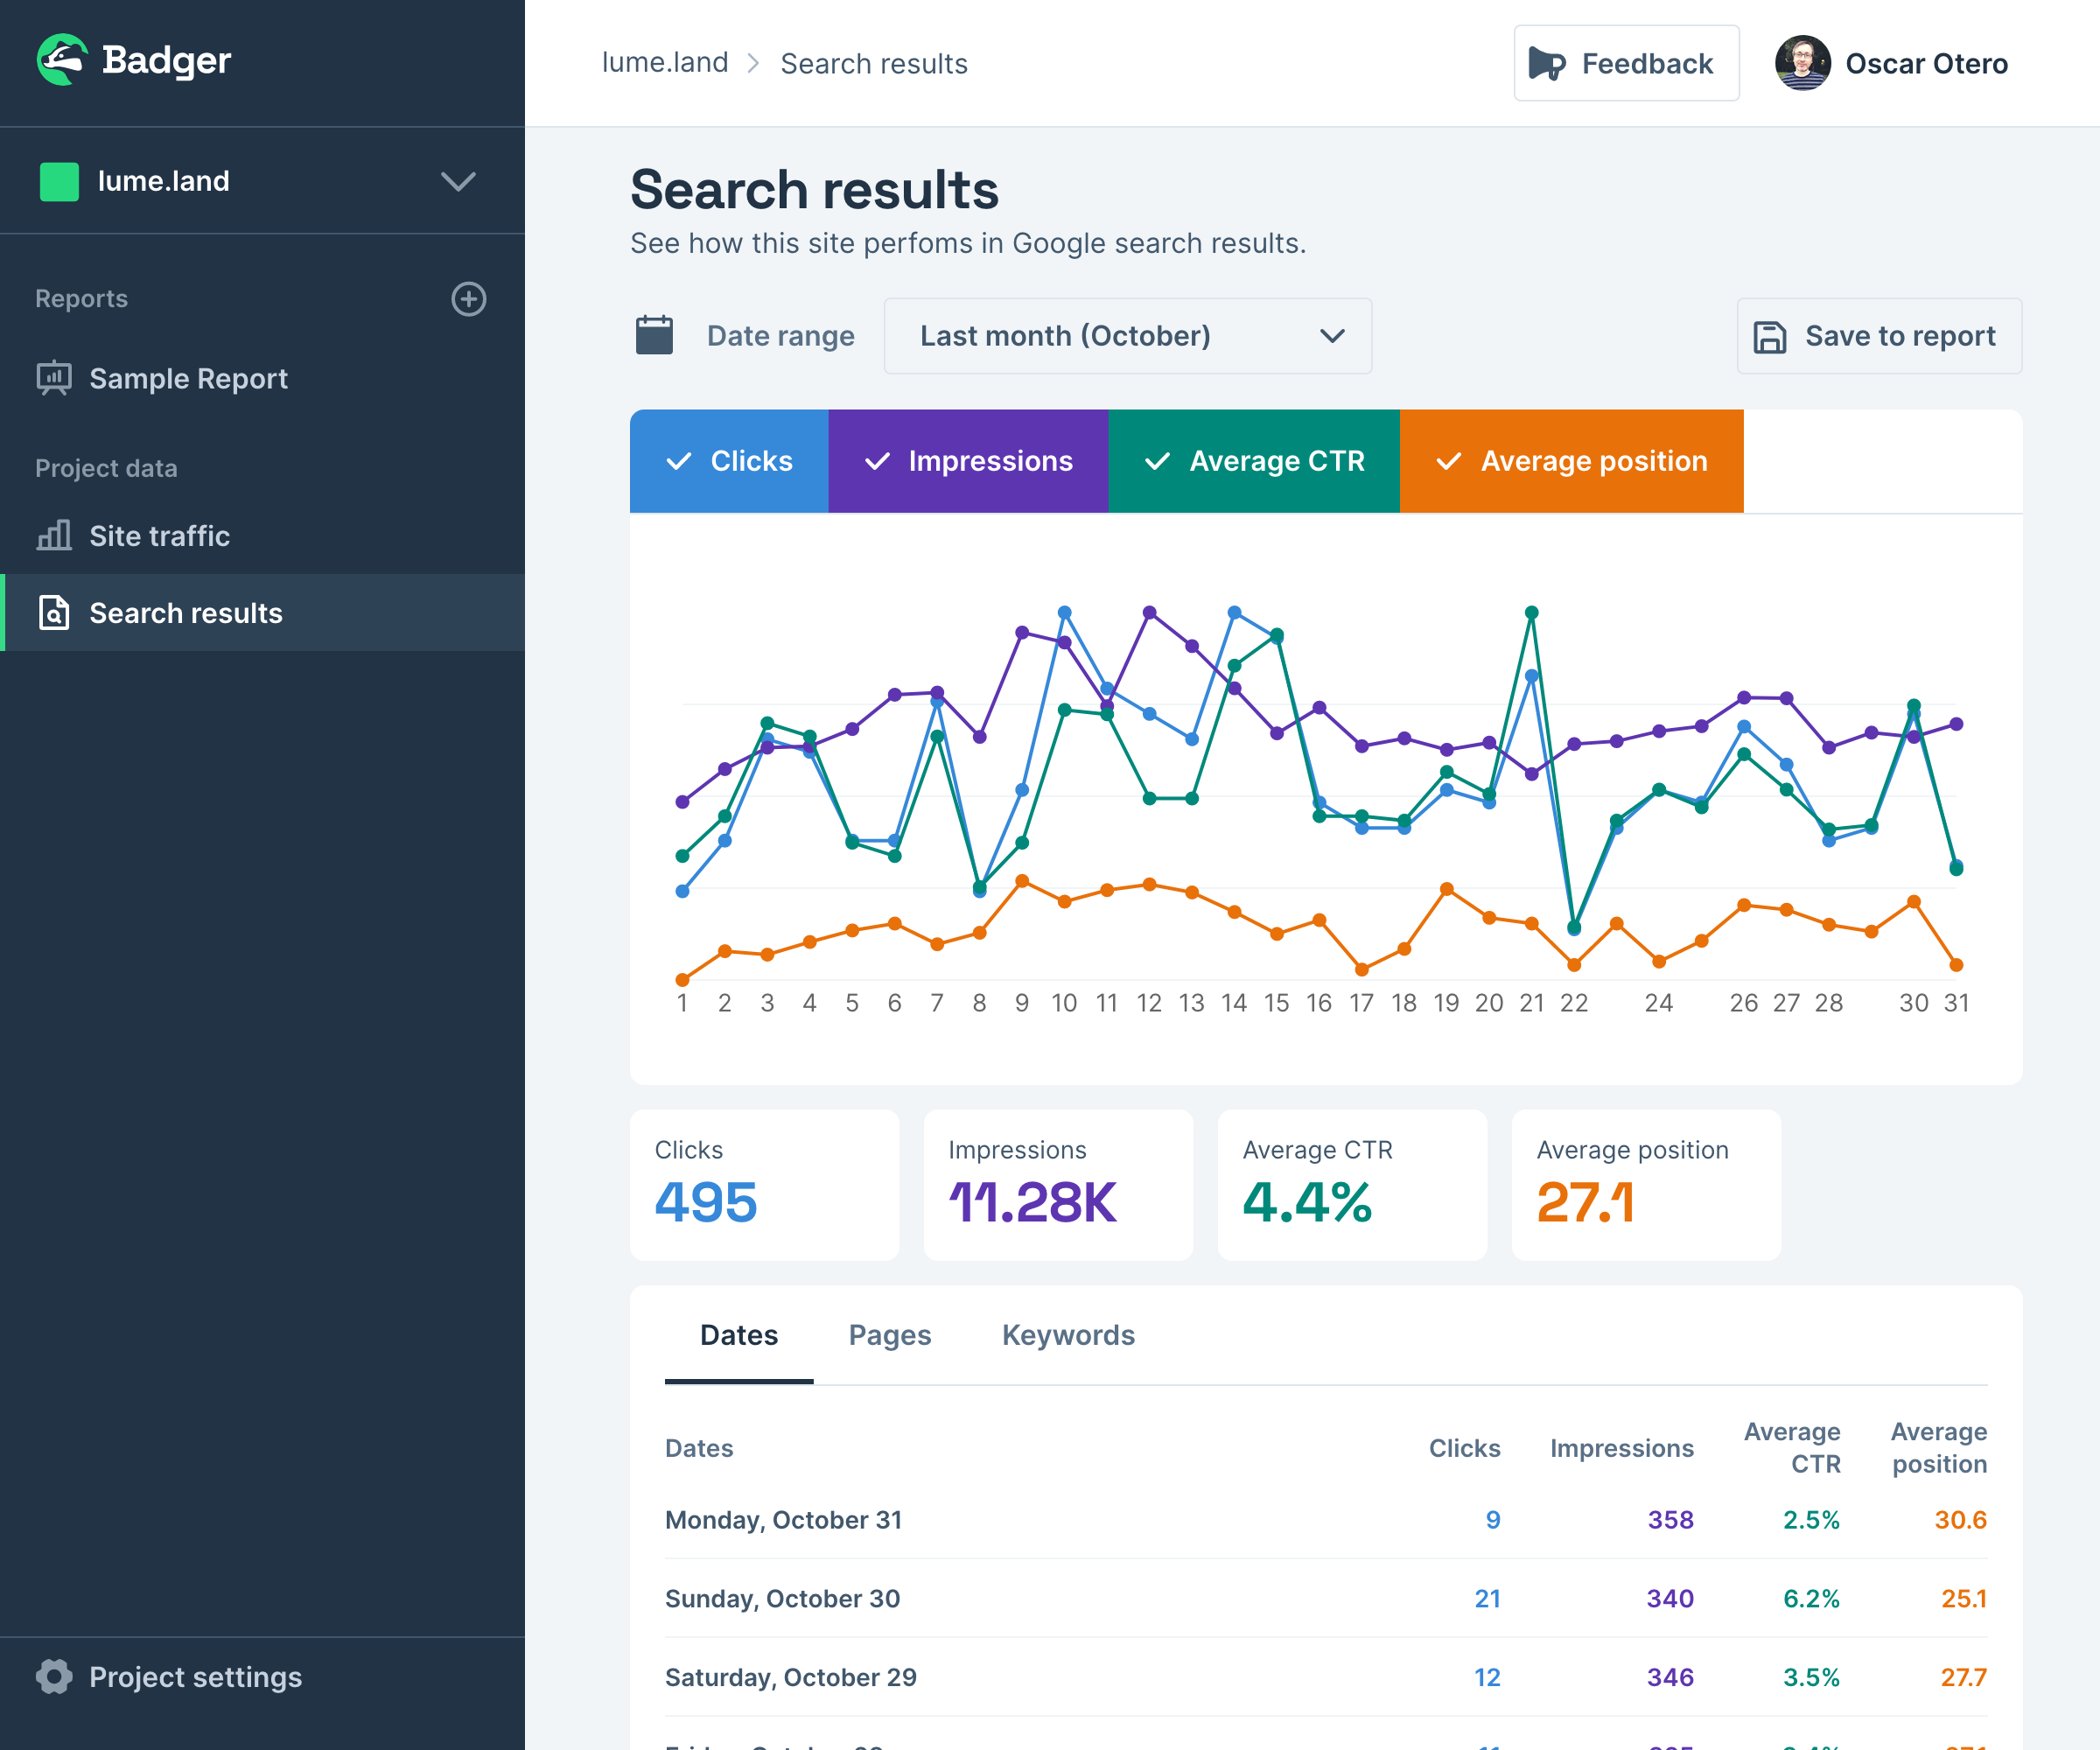 Badger
lume.land
Reports
Sample Report
Project data
Site traffic
Search results
Project settings
lume.land > Search results
Feedback
Oscar Otero
Search results
See how this site perfoms in Google search results.
Date range
Last month (October)
Save to report
Clicks
Impressions
Average CTR
Average position
1 2 3 4 5 6 7 8 9 10 11 12 13 14 15 16 17 18 19 20 21 22 24 26 27 28 30 31
Clicks
495
Impressions
11.28K
Average CTR
4.4%
Average position
27.1
Dates Pages Keywords
Dates Clicks Impressions Average CTR Average position
Monday, October 31 9 358 2.5% 30.6
Sunday, October 30 21 340 6.2% 25.1
Saturday, October 29 12 346 3.5% 27.7